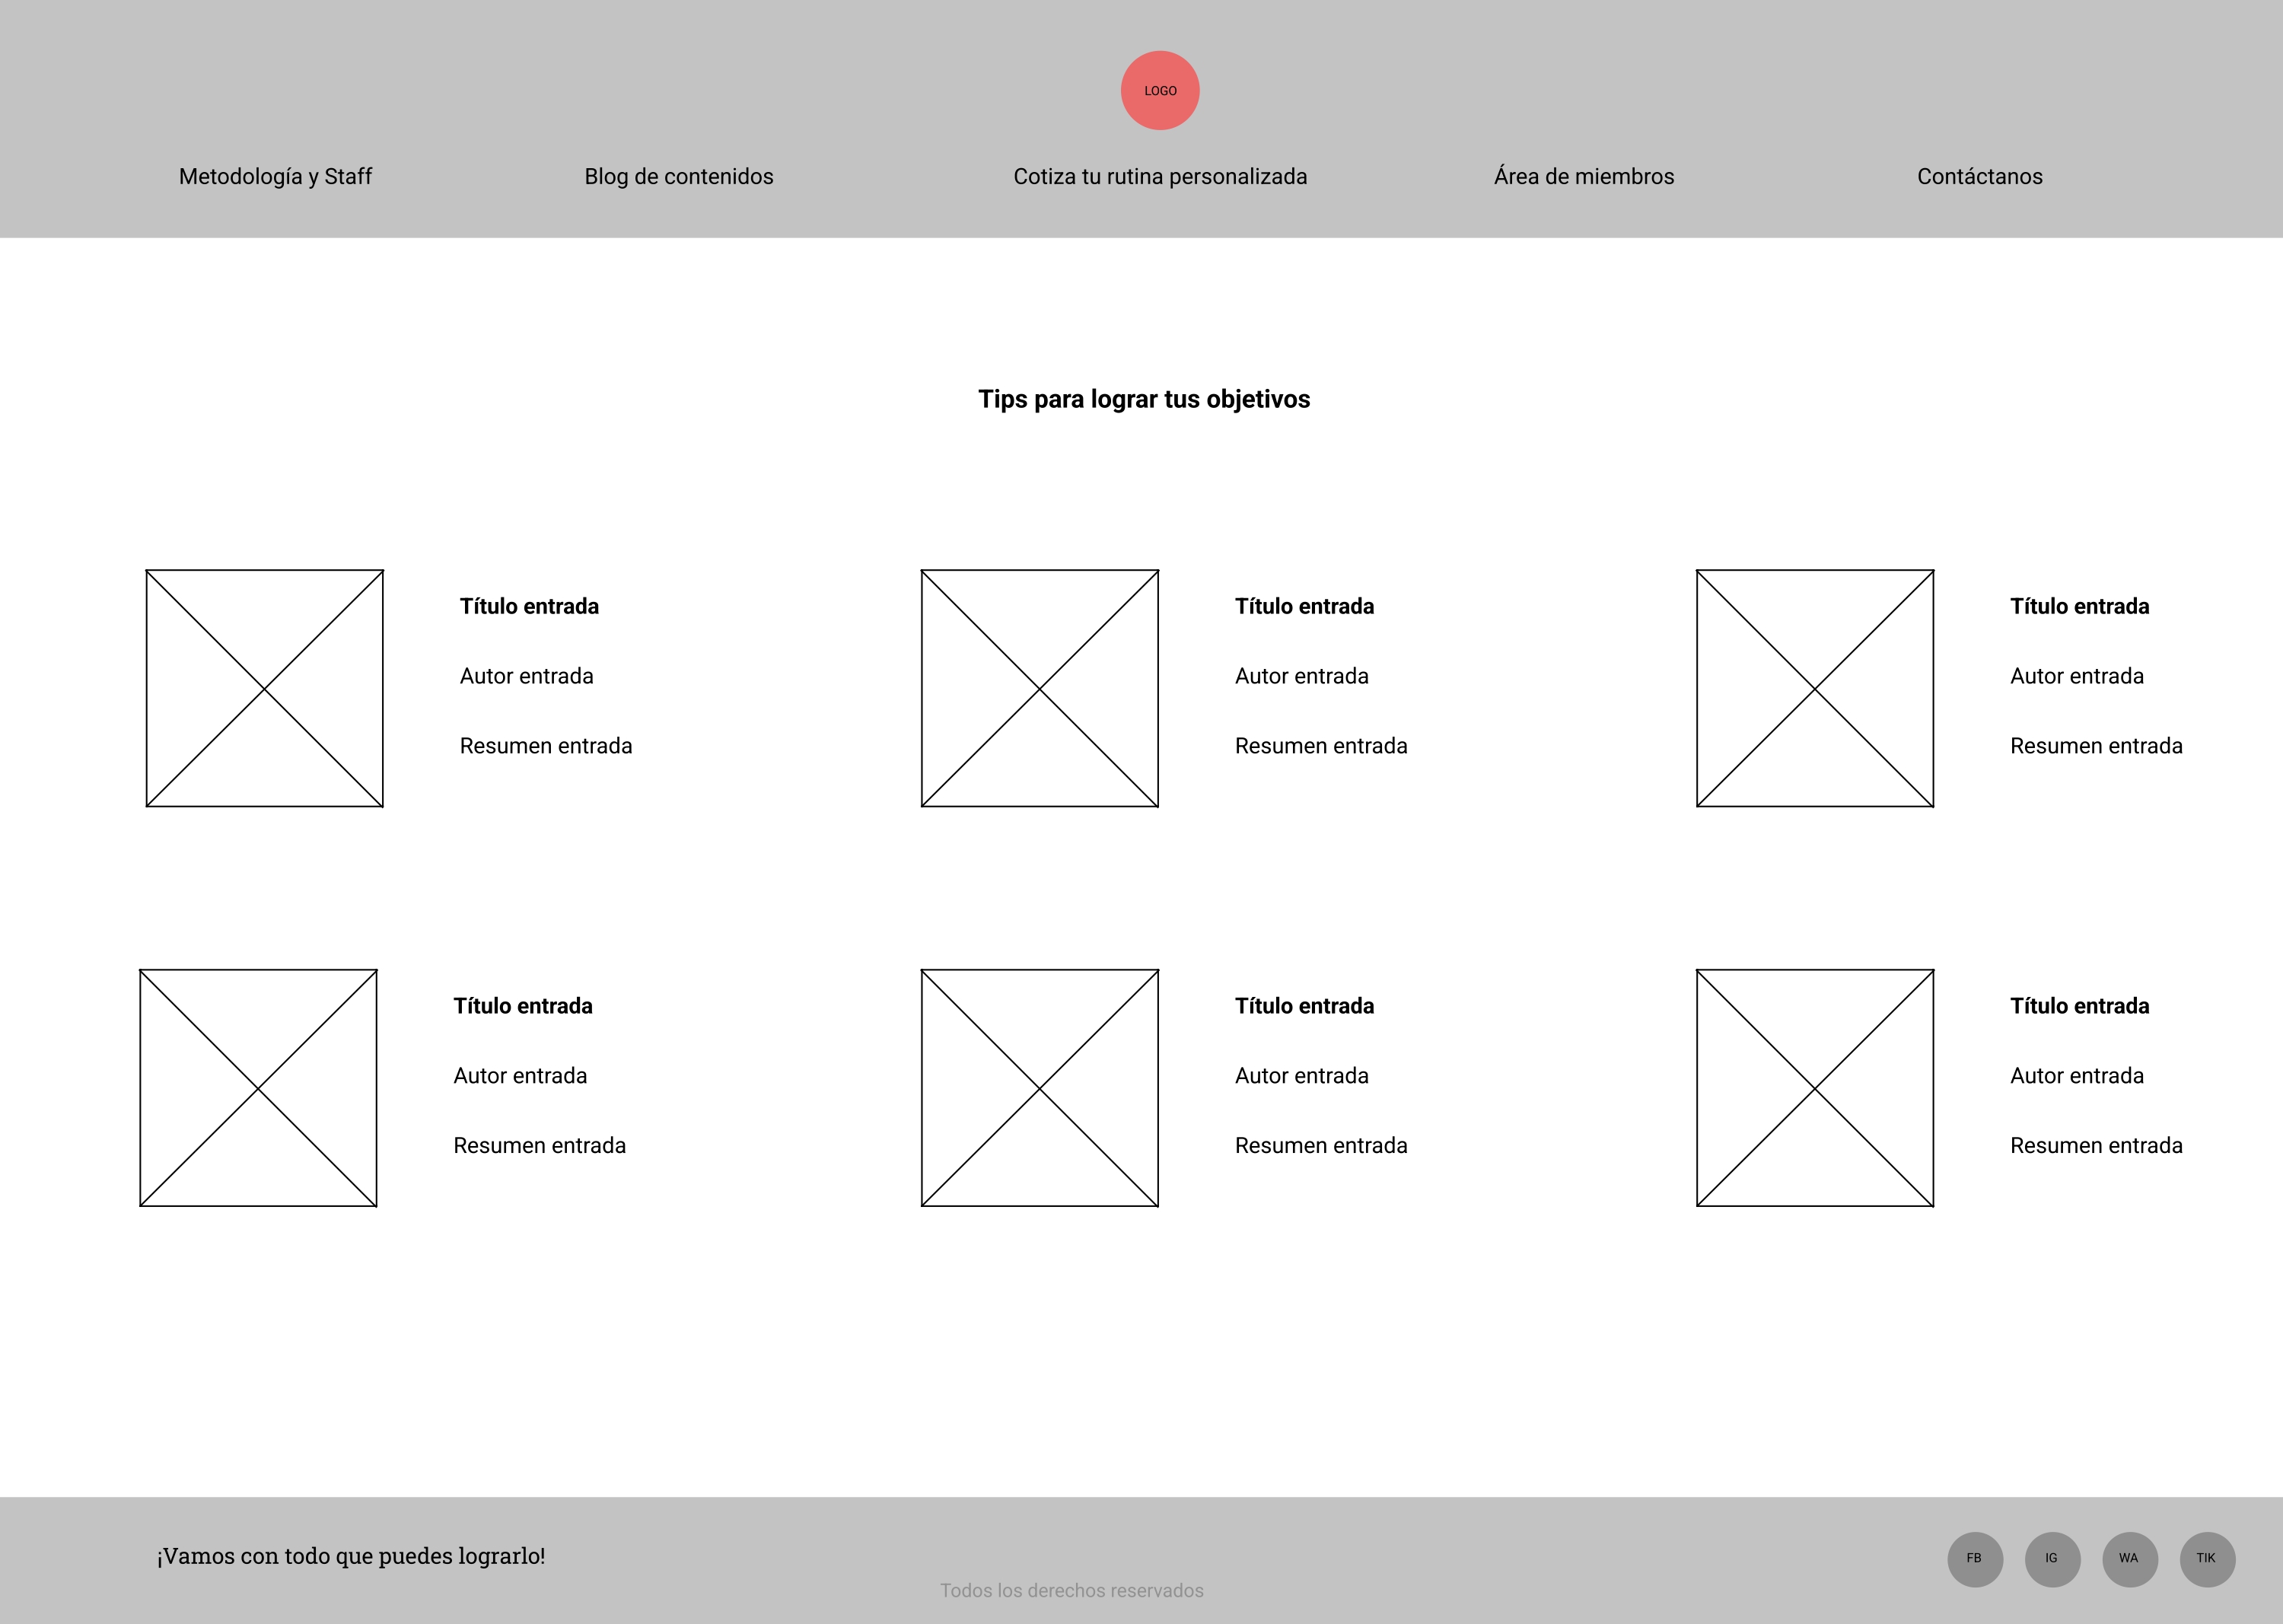 LOGO
Metodología y Staff
Blog de contenidos
Cotiza tu rutina personalizada
Área de miembros
Contáctanos
Tips para lograr tus objetivos
Título entrada
Autor entrada
Resumen entrada
Título entrada
Autor entrada
Resumen entrada
Título entrada
Autor entrada
Resumen entrada
Título entrada
Autor entrada
Resumen entrada
Título entrada
Autor entrada
Resumen entrada
Título entrada
Autor entrada
Resumen entrada
¡Vamos con todo que puedes lograrlo!
Todos los derechos reservados
FB
IG
WA
TIK